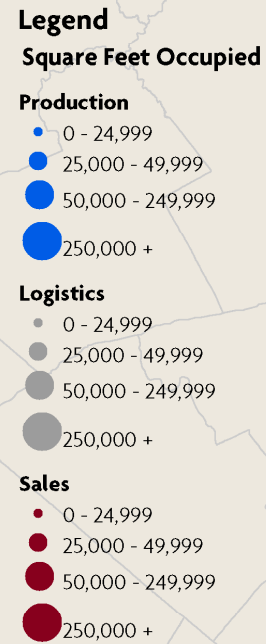 Legend
Square Feet Occupied
Production
0 - 24,999
25,000 - 49,999
50,000 - 249,999
250,000 +
Logistics
0 - 24,999
25,000 - 49,999
50,000 - 249,999
250,000 +
Sales
0 - 24,999
25,000 - 49,999
50,000 - 249,999
250,000 +